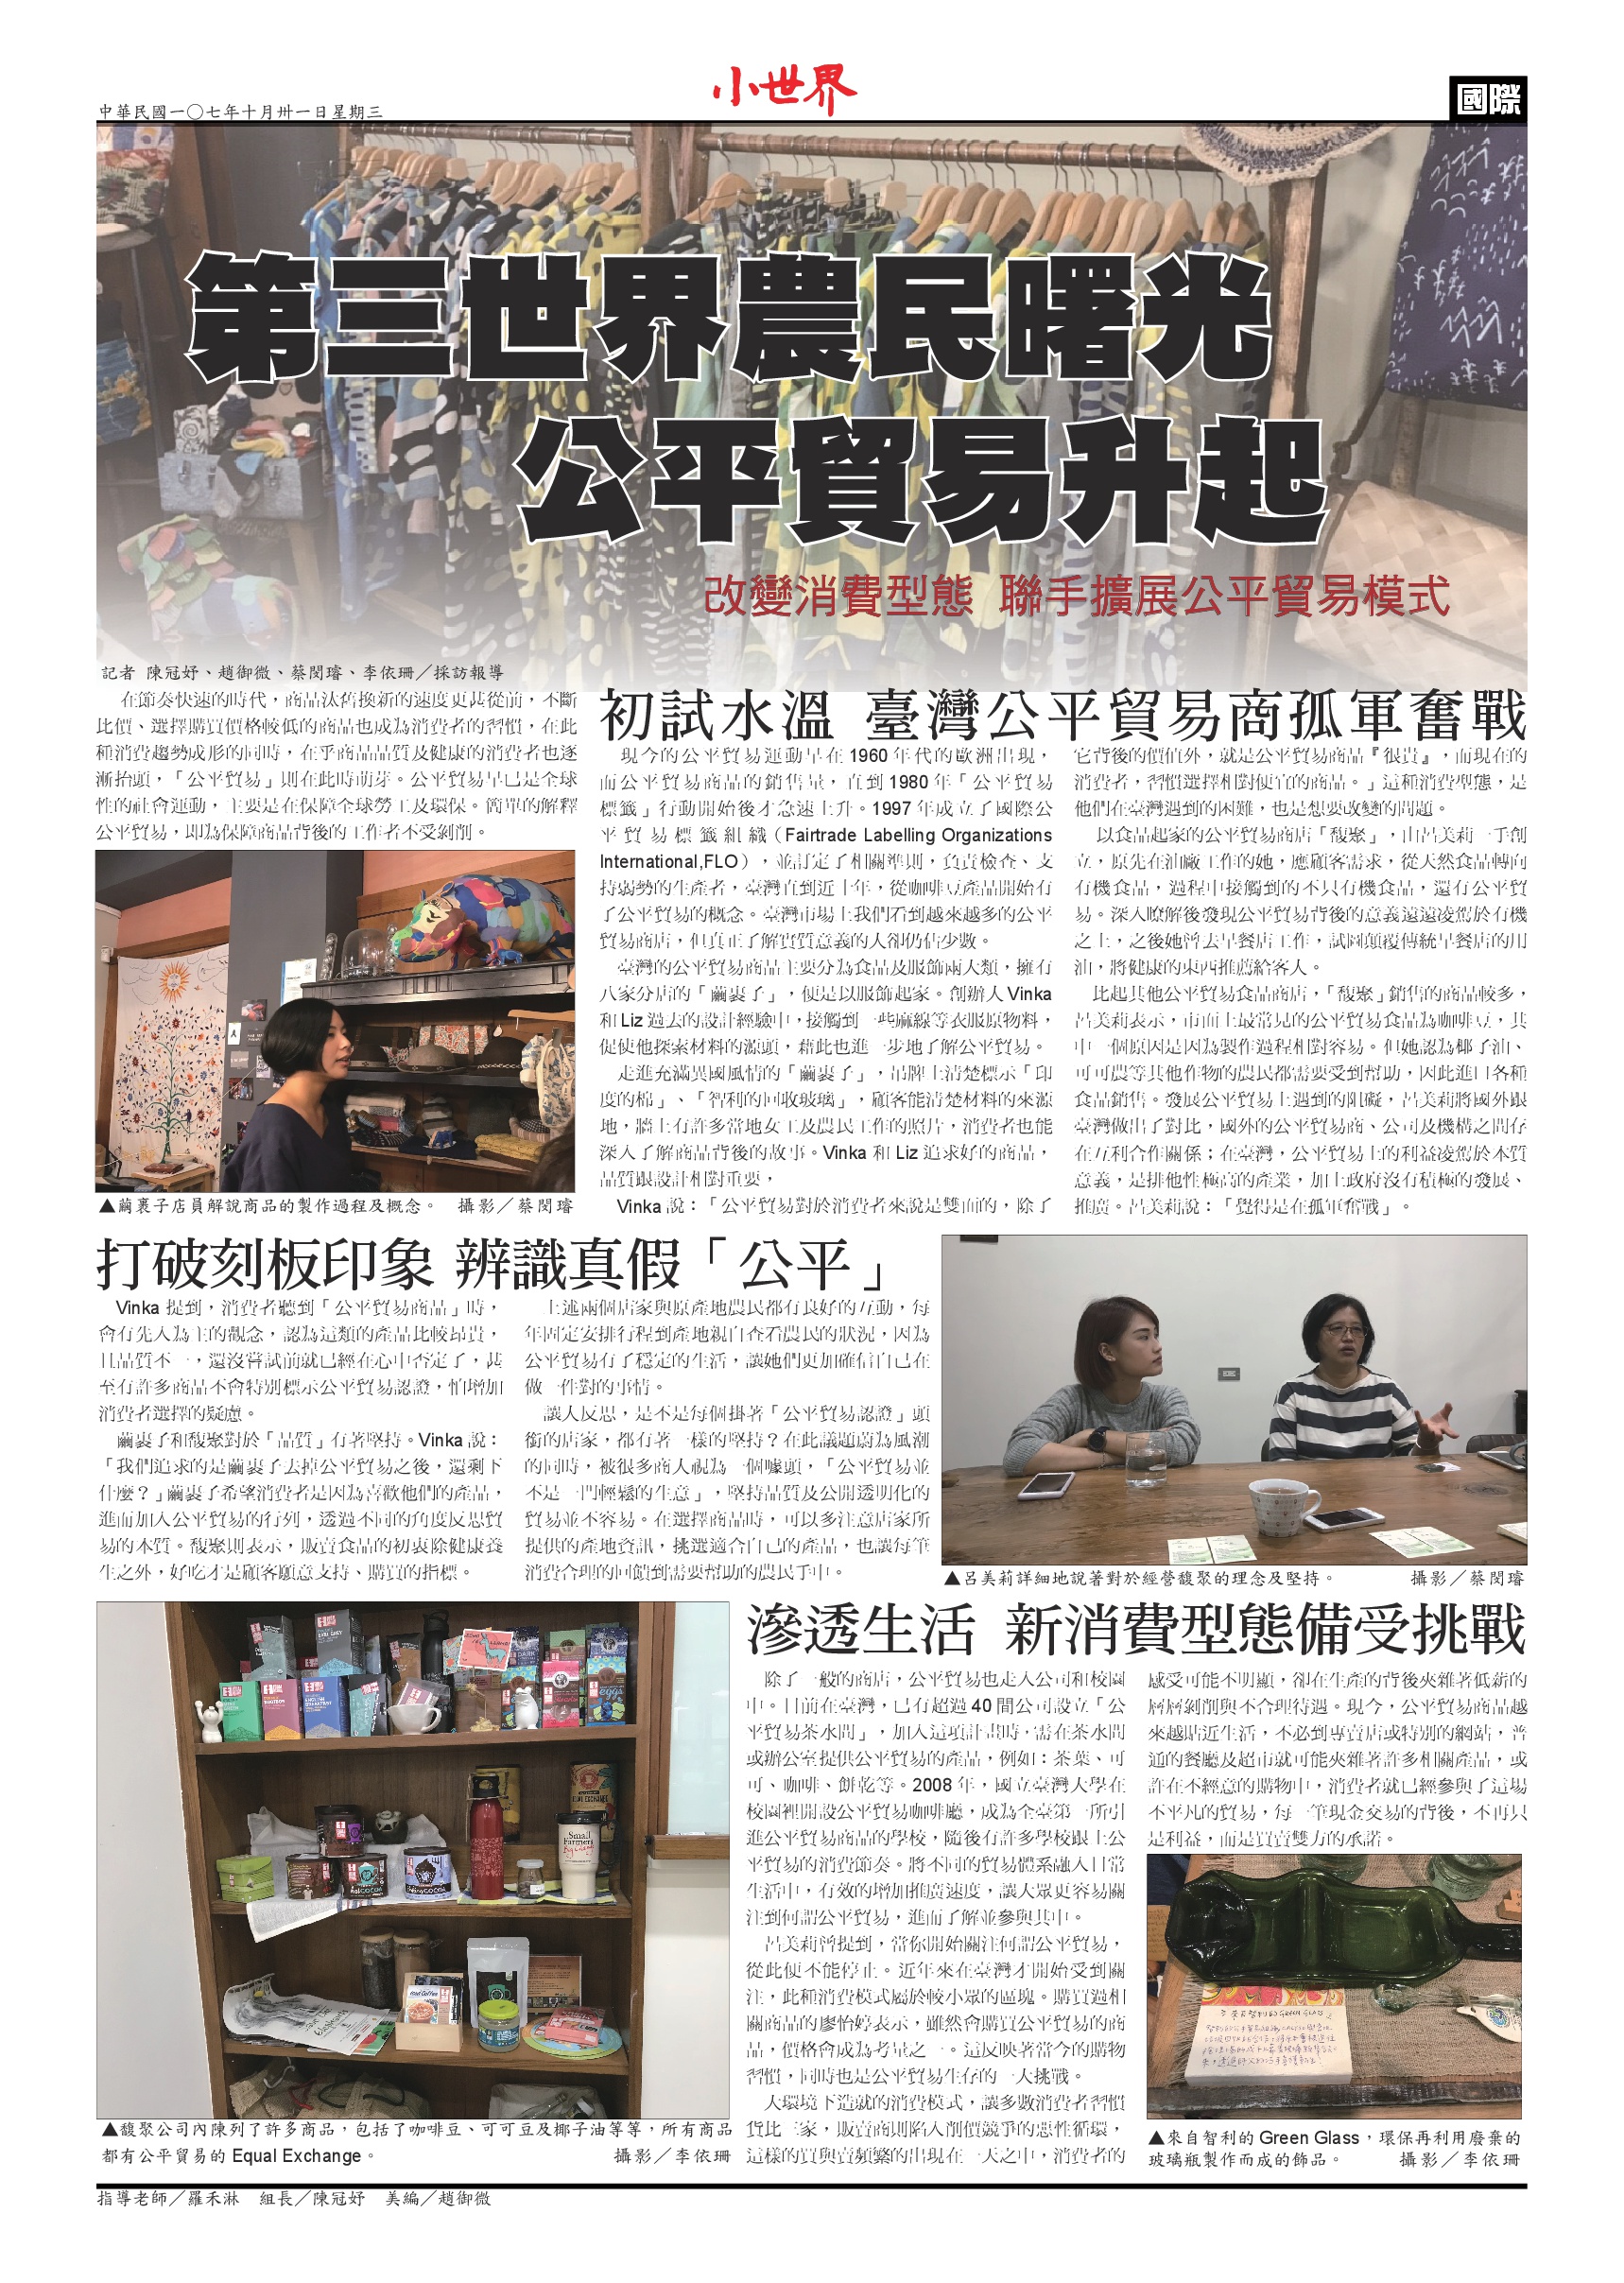 中華民國一○七年十月卅一日星期三
小世界
國際
第三世界農民曙光
公平貿易升起
改變消費型態 聯手擴展公平貿易模式
記者 陳冠妤、趙御微、蔡閔璿、李依珊／採訪報導
在節奏快速的時代，商品汰舊換新的速度更甚從前，不斷
比價、選擇購買價格較低的商品也成為消費者的習慣，在此
種消費趨勢成形的同時，在乎商品品質及健康的消費者也逐
漸抬頭，「公平貿易」則在此時萌芽。公平貿易早已是全球
性的社會運動，主要是在保障全球勞工及環保。簡單的解釋
公平貿易，即為保障商品背後的工作者不受剝削。
▲繭裹子店員解說商品的製作過程及概念。 攝影／蔡閔璿
初試水溫 臺灣公平貿易商孤軍奮戰
現今的公平貿易運動早在 1960 年代的歐洲出現，
而公平貿易商品的銷售量，直到 1980 年「公平貿易
標籤」行動開始後才急速上升。1997 年成立了國際公
平貿易標籤組織（Fairtrade Labelling Organizations
International,FLO），並訂定了相關準則，負責檢查、支
持弱勢的生產者，臺灣直到近十年，從咖啡豆產品開始有
了公平貿易的概念。臺灣市場上我們看到越來越多的公平
貿易商店，但真正了解實質意義的人卻仍佔少數。
臺灣的公平貿易商品主要分為食品及服飾兩大類，擁有
八家分店的「繭裹子」，便是以服飾起家。創辦人 Vinka
和 Liz 過去的設計經驗中，接觸到一些麻線等衣服原物料，
促使他探索材料的源頭，藉此也進一步地了解公平貿易。
走進充滿異國風情的「繭裹子」，吊牌上清楚標示「印
度的棉」、「智利的回收玻璃」，顧客能清楚材料的來源
地，牆上有許多當地女工及農民工作的照片，消費者也能
深入了解商品背後的故事。Vinka 和 Liz 追求好的商品，
品質跟設計相對重要，
Vinka 說：「公平貿易對於消費者來說是雙面的，除了
它背後的價值外，就是公平貿易商品『很貴』，而現在的
消費者，習慣選擇相對便宜的商品。」這種消費型態，是
他們在臺灣遇到的困難，也是想要改變的問題。
以食品起家的公平貿易商店「馥聚」，由呂美莉一手創
立，原先在油廠工作的她，應顧客需求，從天然食品轉向
有機食品，過程中接觸到的不只有機食品，還有公平貿
易。深入瞭解後發現公平貿易背後的意義遠遠凌駕於有機
之上，之後她曾去早餐店工作，試圖顛覆傳統早餐店的用
油，將健康的東西推薦給客人。
比起其他公平貿易食品商店，「馥聚」銷售的商品較多，
呂美莉表示，市面上最常見的公平貿易食品為咖啡豆，其
中一個原因是因為製作過程相對容易。但她認為椰子油、
可可農等其他作物的農民都需要受到幫助，因此進口各種
食品銷售。發展公平貿易上遇到的阻礙，呂美莉將國外跟
臺灣做出了對比，國外的公平貿易商、公司及機構之間存
在互利合作關係；在臺灣，公平貿易上的利益凌駕於本質
意義，是排他性極高的產業，加上政府沒有積極的發展、
推廣。呂美莉說：「覺得是在孤軍奮戰」。
打破刻板印象 辨識真假「公平」
Vinka 提到，消費者聽到「公平貿易商品」時，
會有先入為主的觀念，認為這類的產品比較昂貴，
且品質不一，還沒嘗試前就已經在心中否定了，甚
至有許多商品不會特別標示公平貿易認證，怕增加
消費者選擇的疑慮。
繭裹子和馥聚對於「品質」有著堅持。Vinka 說：
「我們追求的是繭裹子去掉公平貿易之後，還剩下
什麼？」繭裹子希望消費者是因為喜歡他們的產品，
進而加入公平貿易的行列，透過不同的角度反思貿
易的本質。馥聚則表示，販賣食品的初衷除健康養
生之外，好吃才是顧客願意支持、購買的指標。
上述兩個店家與原產地農民都有良好的互動，每
年固定安排行程到產地親自查看農民的狀況，因為
公平貿易有了穩定的生活，讓她們更加確信自己在
做一件對的事情。
讓人反思，是不是每個掛著「公平貿易認證」頭
銜的店家，都有著一樣的堅持？在此議題蔚為風潮
的同時，被很多商人視為一個噱頭，「公平貿易並
不是一門輕鬆的生意」，堅持品質及公開透明化的
貿易並不容易。在選擇商品時，可以多注意店家所
提供的產地資訊，挑選適合自己的產品，也讓每筆
消費合理的回饋到需要幫助的農民手中。
▲呂美莉詳細地說著對於經營馥聚的理念及堅持。 攝影／蔡閔璿
Small Farmers
▲馥聚公司內陳列了許多商品，包括了咖啡豆、可可豆及椰子油等等，所有商品
都有公平貿易的 Equal Exchange。 攝影／李依珊
滲透生活 新消費型態備受挑戰
除了一般的商店，公平貿易也走入公司和校園
中。目前在臺灣，已有超過 40 間公司設立「公
平貿易茶水間」，加入這項計畫時，需在茶水間
或辦公室提供公平貿易的產品，例如：茶葉、可
可、咖啡、餅乾等。2008 年，國立臺灣大學在
校園裡開設公平貿易咖啡廳，成為全臺第一所引
進公平貿易商品的學校，隨後有許多學校跟上公
平貿易的消費節奏。將不同的貿易體系融入日常
生活中，有效的增加推廣速度，讓大眾更容易關
注到何謂公平貿易，進而了解並參與其中。
呂美莉曾提到，當你開始關注何謂公平貿易，
從此便不能停止。近年來在臺灣才開始受到關
注，此種消費模式屬於較小眾的區塊。購買過相
關商品的廖怡婷表示，雖然會購買公平貿易的商
品，價格會成為考量之一。這反映著當今的購物
習慣，同時也是公平貿易生存的一大挑戰。
大環境下造就的消費模式，讓多數消費者習慣
貨比三家，販賣商則陷入削價競爭的惡性循環，
這樣的買與賣頻繁的出現在一天之中，消費者的
感受可能不明顯，卻在生產的背後夾雜著低薪的
層層剝削與不合理待遇。現今，公平貿易商品越
來越貼近生活，不必到專賣店或特別的網站，普
通的餐廳及超市就可能夾雜著許多相關產品，或
許在不經意的購物中，消費者就已經參與了這場
不平凡的貿易，每一筆現金交易的背後，不再只
是利益，而是買賣雙方的承諾。
▲來自智利的 Green Glass，環保再利用廢棄的
玻璃瓶製作而成的飾品。 攝影／李依珊
指導老師／羅禾淋 組長／陳冠妤 美編／趙御微